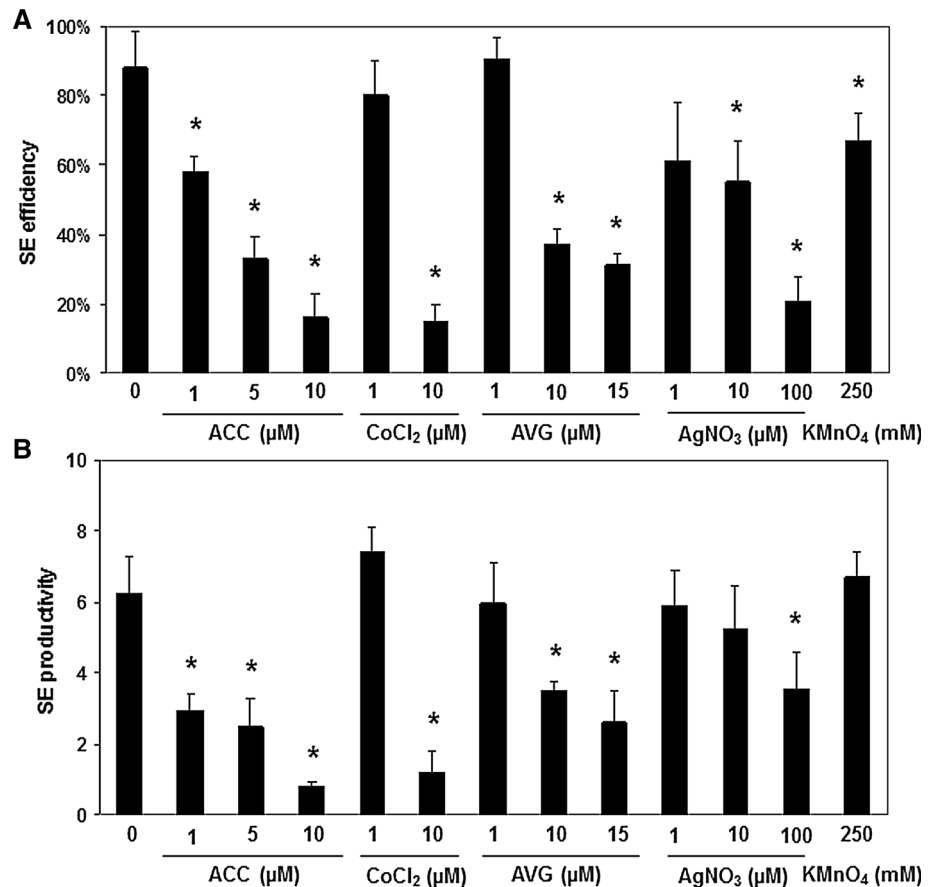 A
SE efficiency
100%
80%
60%
40%
20%
0%
* * * * * * * * *
0 1 5 10 1 10 1 10 15 1 10 100 250
ACC (µM) CoCl₂ (µM) AVG (µM) AgNO₃ (µM) KMnO₄ (mM)
B
SE productivity
10
8
6
4
2
0
* * * * * * *
0 1 5 10 1 10 1 10 15 1 10 100 250
ACC (µM) CoCl₂ (µM) AVG (µM) AgNO₃ (µM) KMnO₄ (mM)